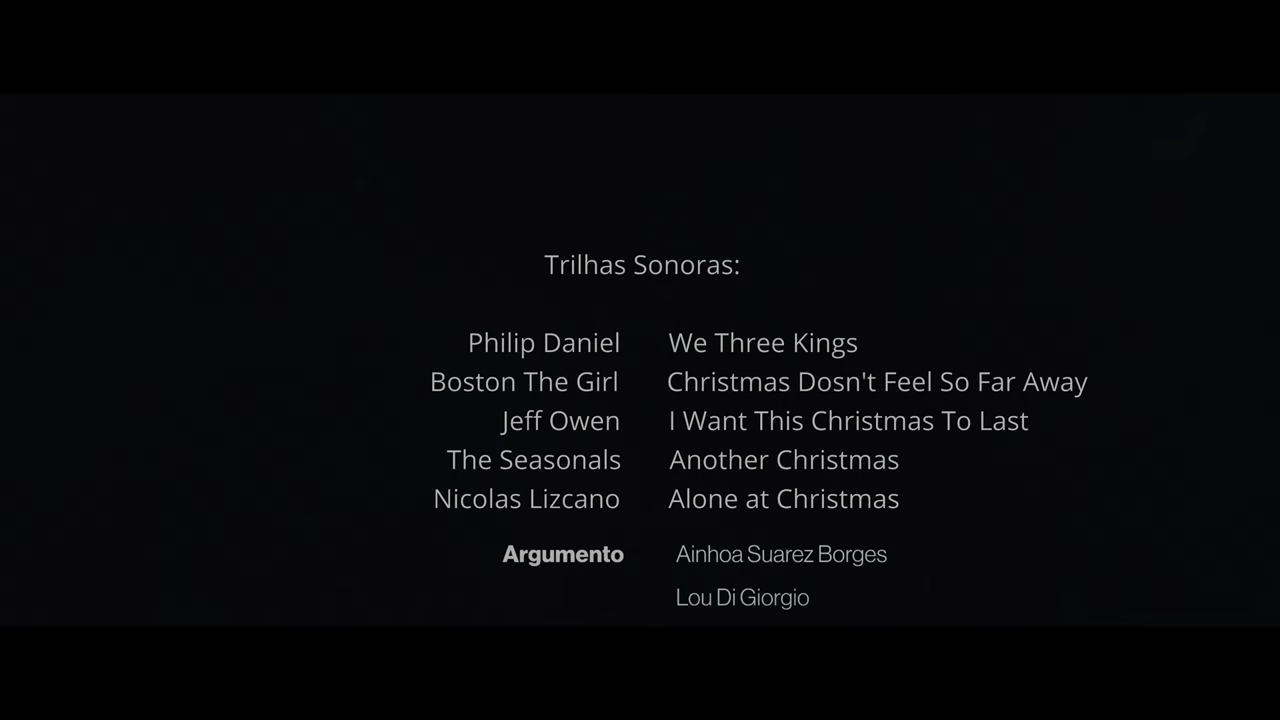 Trilhas Sonoras:
Philip Daniel We Three Kings
Boston The Girl Christmas Dosn't Feel So Far Away
Jeff Owen I Want This Christmas To Last
The Seasonals Another Christmas
Nicolas Lizcano Alone at Christmas
Argumento Ainhoa Suarez Borges
Lou Di Giorgio